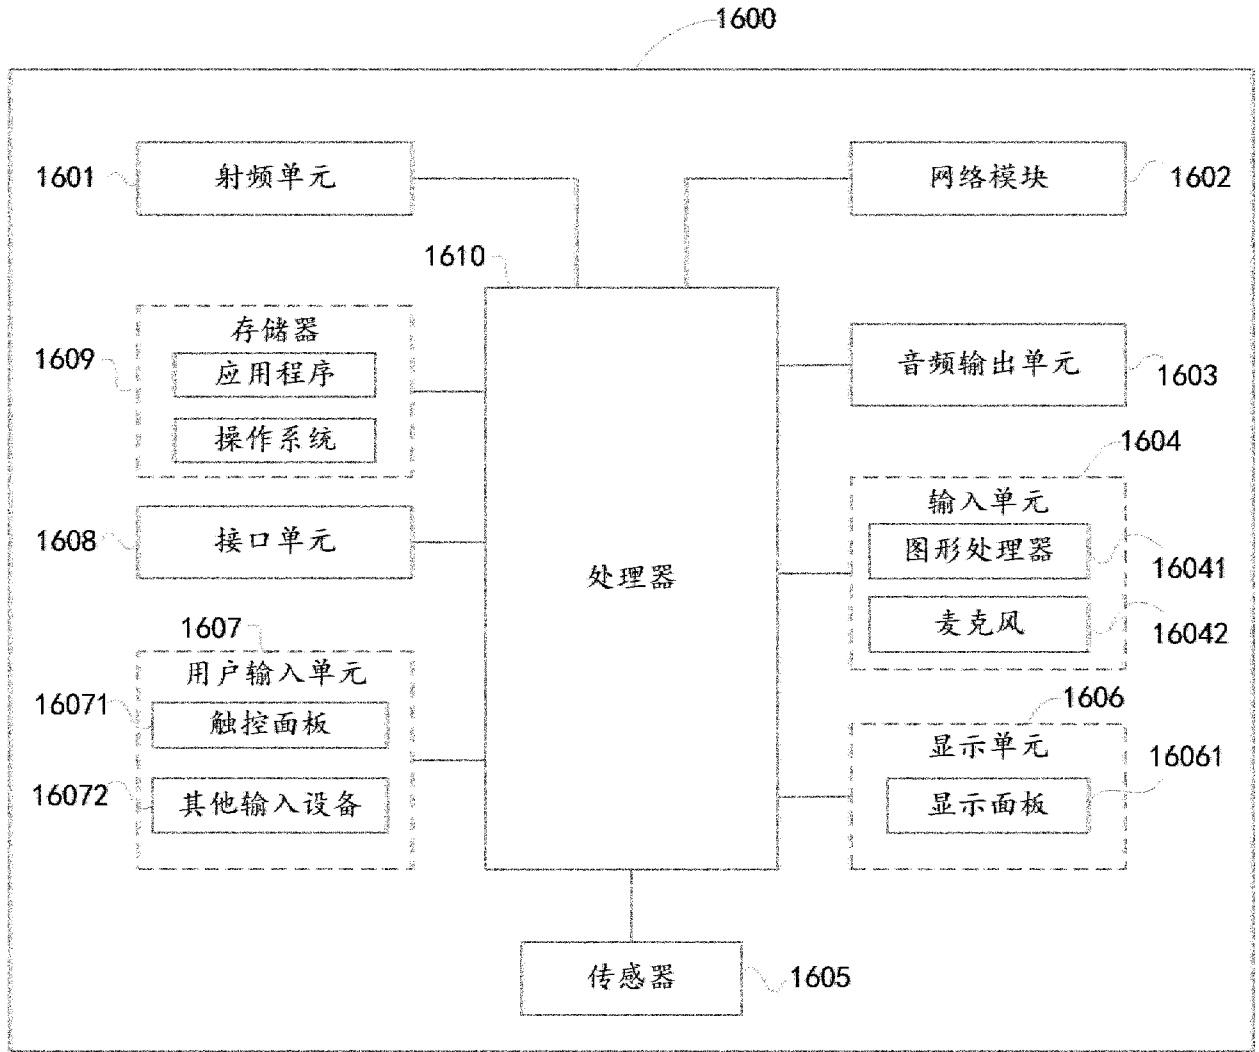 1600
1601
射频单元
网络模块
1602
1610
存储器
1609
应用程序
操作系统
音频输出单元
1603
1604
输入单元
图形处理器
16041
麦克风
16042
1608
接口单元
处理器
1607
用户输入单元
16071
触控面板
16072
其他输入设备
1606
显示单元
16061
显示面板
传感器
1605